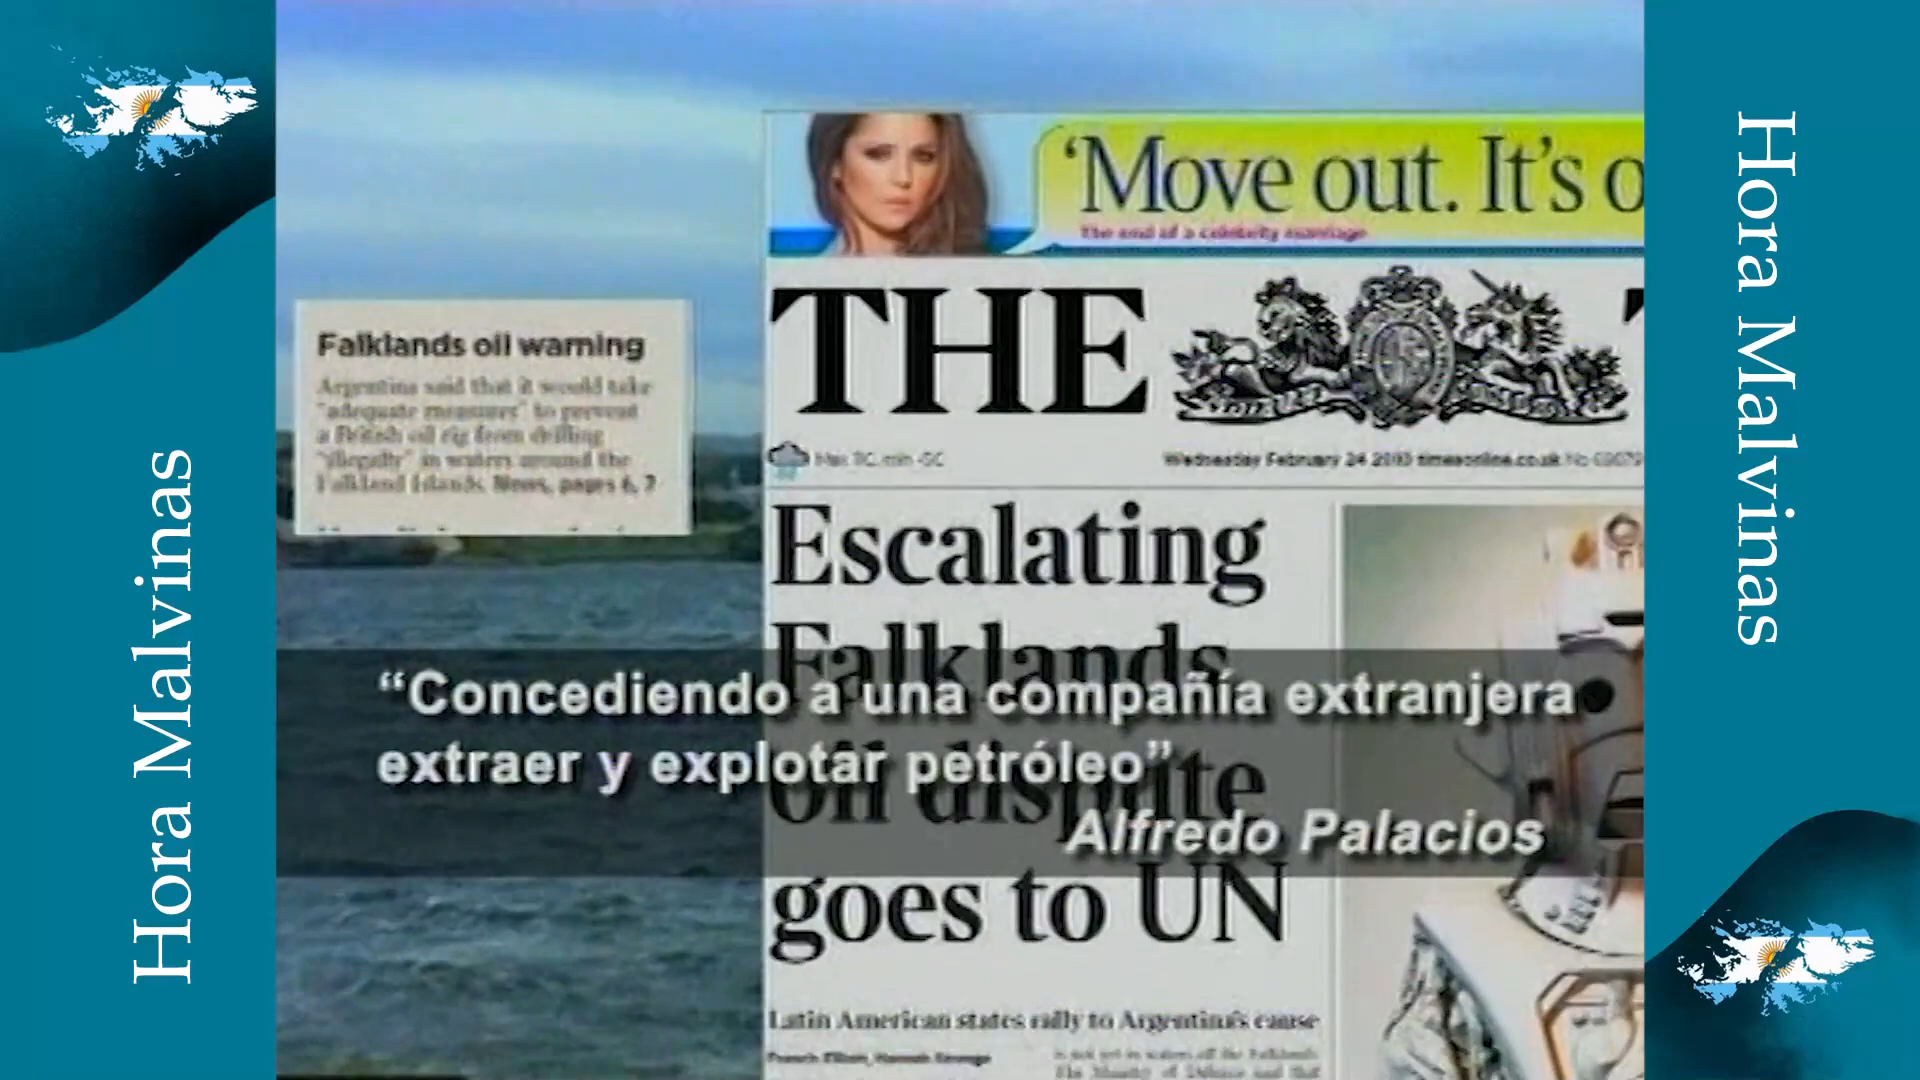 Hora Malvinas
Falklands oil warning
Argentina said that it would take
"adequate measures" to prevent
a British oil rig from drilling
"illegally" in waters around the
Falkland Islands. News, pages 6, 7
‘Move out. It’s o
The end of a celebrity marriage
THE
Wednesday February 24 2010 timesonline.co.uk No
Escalating
Falklands
oil dispute
goes to UN
Latin American states rally to Argentina's cause
“Concediendo a una compañía extranjera
extraer y explotar petróleo”
Alfredo Palacios
Hora Malvinas